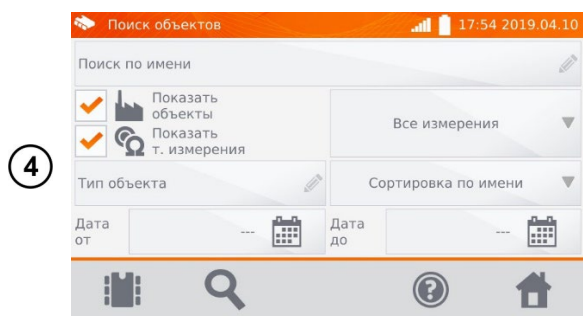 Поиск объектов 17:54 2019.04.10
Поиск по имени
Показать
объекты
Показать
т. измерения
Все измерения
4
Тип объекта
Сортировка по имени
Дата
от
---
Дата
до
---